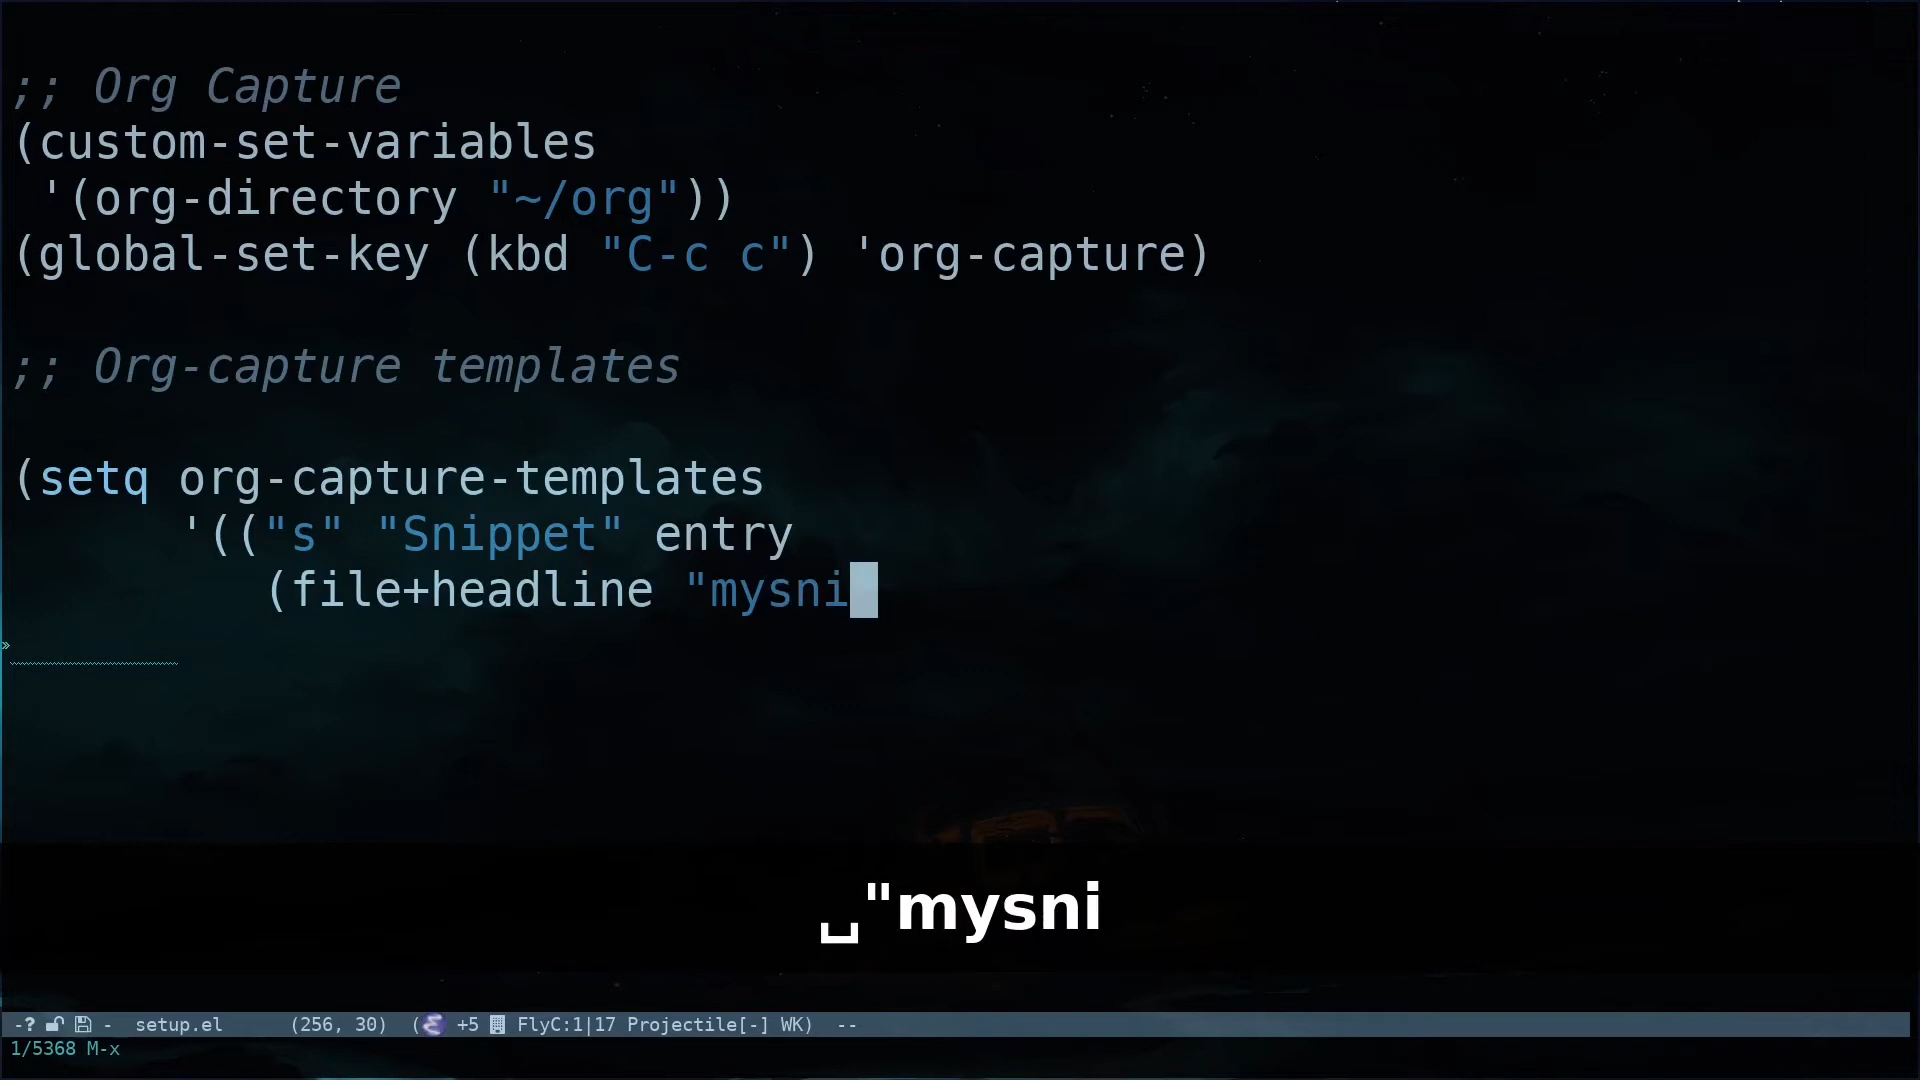 ;; Org Capture
(custom-set-variables
 '(org-directory "~/org"))
(global-set-key (kbd "C-c c") 'org-capture)
;; Org-capture templates
(setq org-capture-templates
      '(("s" "Snippet" entry
         (file+headline "mysni
»
␣"mysni
-? - setup.el (256, 30) ( +5 FlyC:1|17 Projectile[-] WK) --
1/5368 M-x